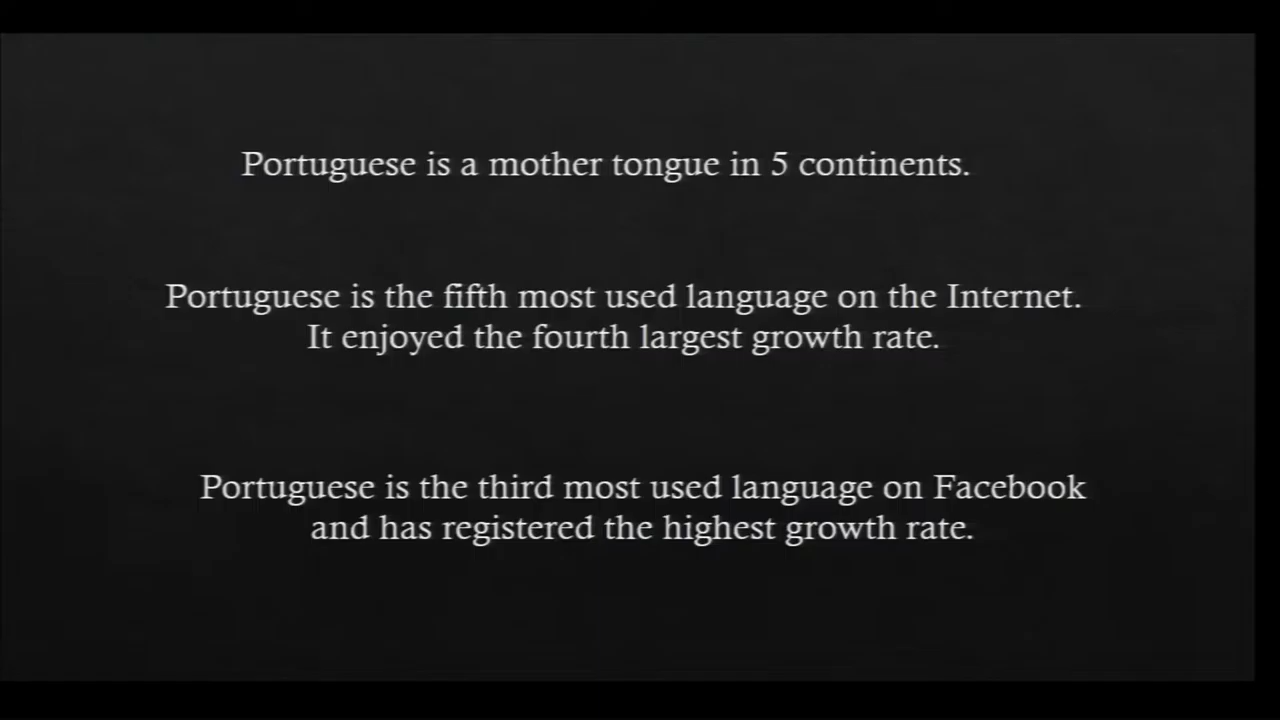 Portuguese is a mother tongue in 5 continents.
Portuguese is the fifth most used language on the Internet.
It enjoyed the fourth largest growth rate.
Portuguese is the third most used language on Facebook
and has registered the highest growth rate.